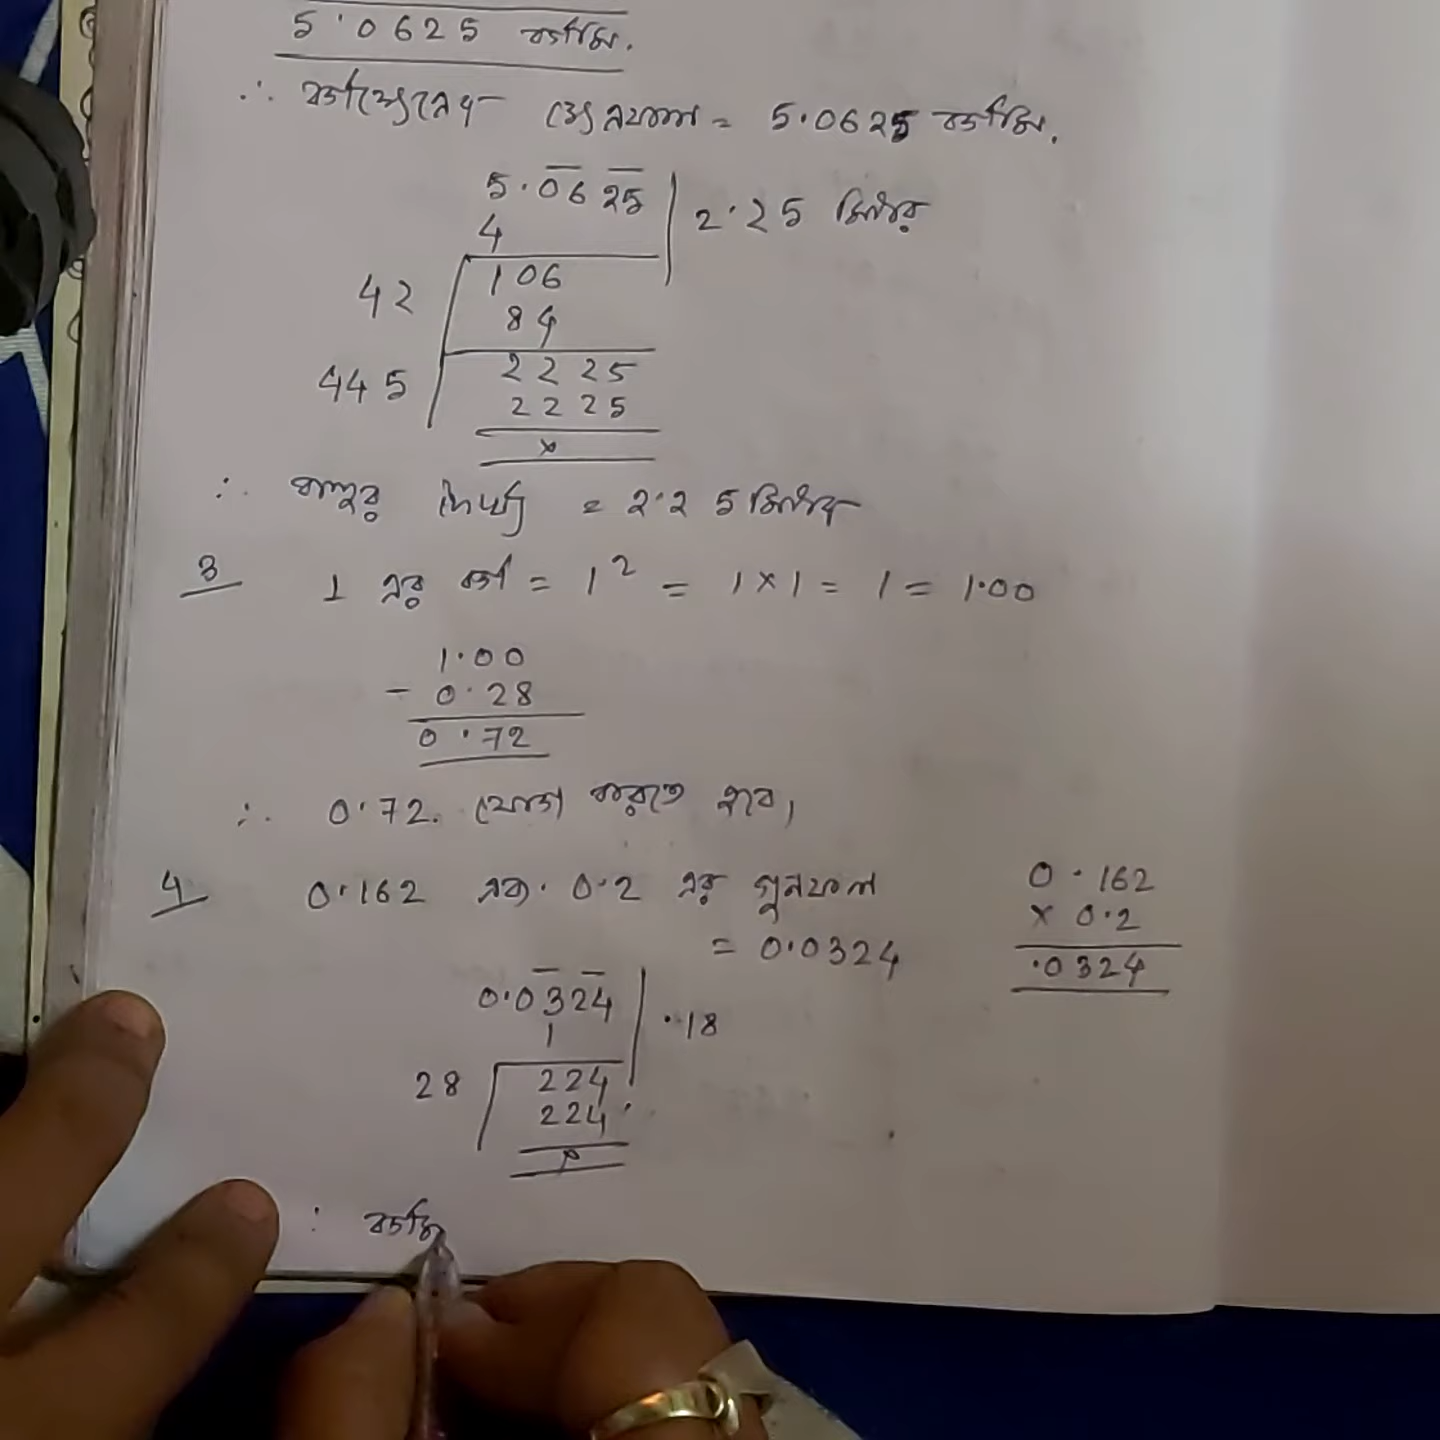 5.0625 বর্গমি.
∴ বর্গক্ষেত্রের ক্ষেত্রফল = 5.0625 বর্গমি.
5.06 25 | 2.25 মিটার
4
42 | 106
84
445 | 2225
2225
x
∴ বাহুর দৈর্ঘ্য = 2.25 মিটার
3 1 এর বর্গ = 1² = 1 x 1 = 1 = 1.00
1.00
- 0.28
0.72
∴ 0.72. যোগ করতে হবে।
4 0.162 এবং 0.2 এর গুনফল
= 0.0324
0.162
x 0.2
.0324
0.0324 | .18
1
28 | 224
224
x
: বর্গমূ